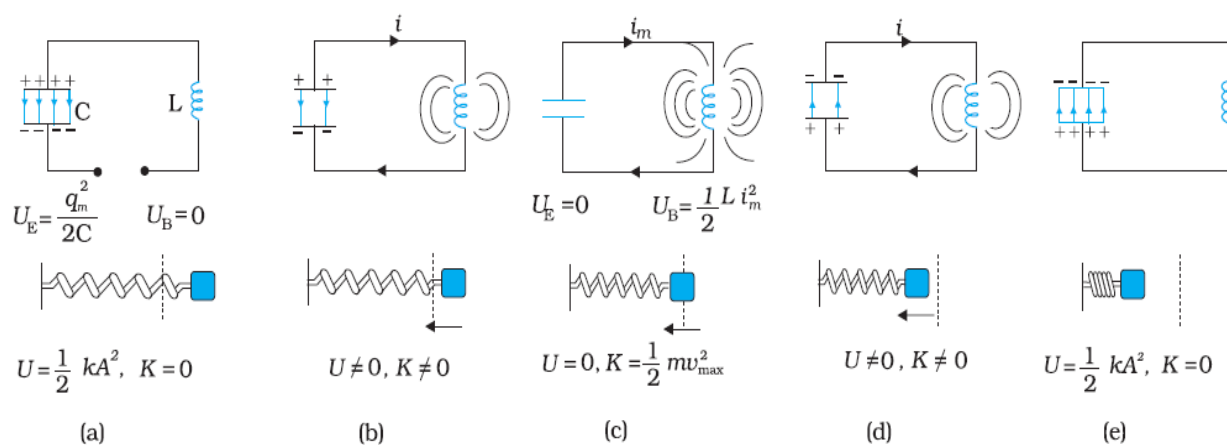 i
i_m
i
+ + + +
+ +
- -
- - - -
C
L
- - - -
- -
+ +
+ + + +
U_E = q_m^2 / 2C
U_B = 0
U_E = 0
U_B = 1/2 L i_m^2
U = 1/2 kA^2, K = 0
U ≠ 0, K ≠ 0
U = 0, K = 1/2 mv_max^2
U ≠ 0, K ≠ 0
U = 1/2 kA^2, K = 0
(a)
(b)
(c)
(d)
(e)